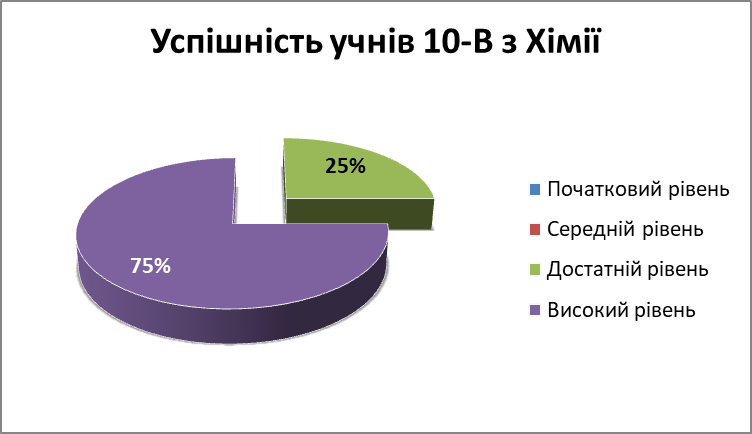 Успішність учнів 10-В з Хімії
25%
75%
Початковий рівень
Середній рівень
Достатній рівень
Високий рівень